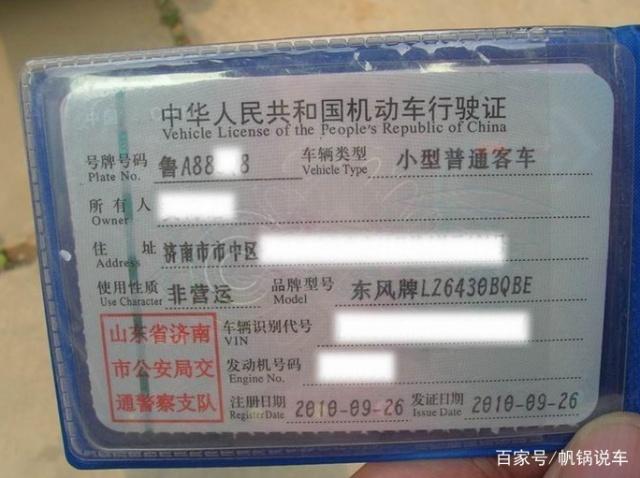 中华人民共和国机动车行驶证
Vehicle License of the People's Republic of China
号牌号码 鲁A88 8 车辆类型 小型普通客车
Plate No. Vehicle Type
所有人
Owner
住址 济南市市中区
Address
使用性质 非营运 品牌型号 东风牌LZ6430BQBE
Use Character Model
山东省济南
市公安局交
通警察支队
车辆识别代号
VIN
发动机号码
Engine No.
注册日期 2010-09-26 发证日期 2010-09-26
Register Date Issue Date
百家号/帆锅说车